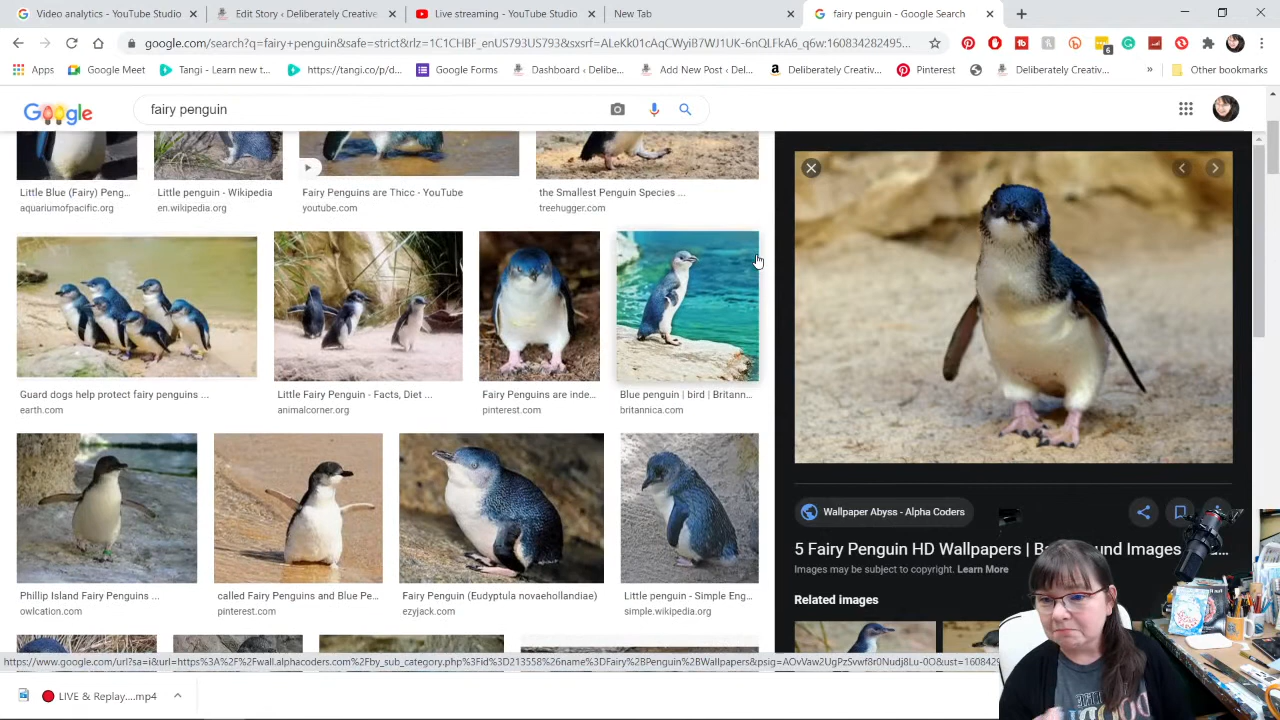 Video analytics - YouTube Studio
Edit Story ‹ Deliberately Creative
Live streaming - YouTube Studio
New Tab
fairy penguin - Google Search
google.com/search?q=fairy+penguin&safe=strict&rlz=1C1SQBF_enUS793US793&sxsrf=ALeKk01cAqCWyiB7WJ1UK-6nQLFkA6_q6w:160834282495...
Apps
Google Meet
Tangi - Learn new t...
https://tangi.co/p/d...
Google Forms
Dashboard ‹ Delibe...
Add New Post ‹ Del...
Deliberately Creativ...
Pinterest
Deliberately Creativ...
»
Other bookmarks
6
Google
fairy penguin
Little Blue (Fairy) Peng...
aquariumofpacific.org
Little penguin - Wikipedia
en.wikipedia.org
Fairy Penguins are Thicc - YouTube
youtube.com
the Smallest Penguin Species ...
treehugger.com
Guard dogs help protect fairy penguins ...
earth.com
Little Fairy Penguin - Facts, Diet ...
animalcorner.org
Fairy Penguins are inde...
pinterest.com
Blue penguin | bird | Britann...
britannica.com
Phillip Island Fairy Penguins ...
owlcation.com
called Fairy Penguins and Blue Pe...
pinterest.com
Fairy Penguin (Eudyptula novaehollandiae)
ezyjack.com
Little penguin - Simple Eng...
simple.wikipedia.org
Wallpaper Abyss - Alpha Coders
5 Fairy Penguin HD Wallpapers | Background Images
Images may be subject to copyright. Learn More
Related images
LIVE & Replay....mp4